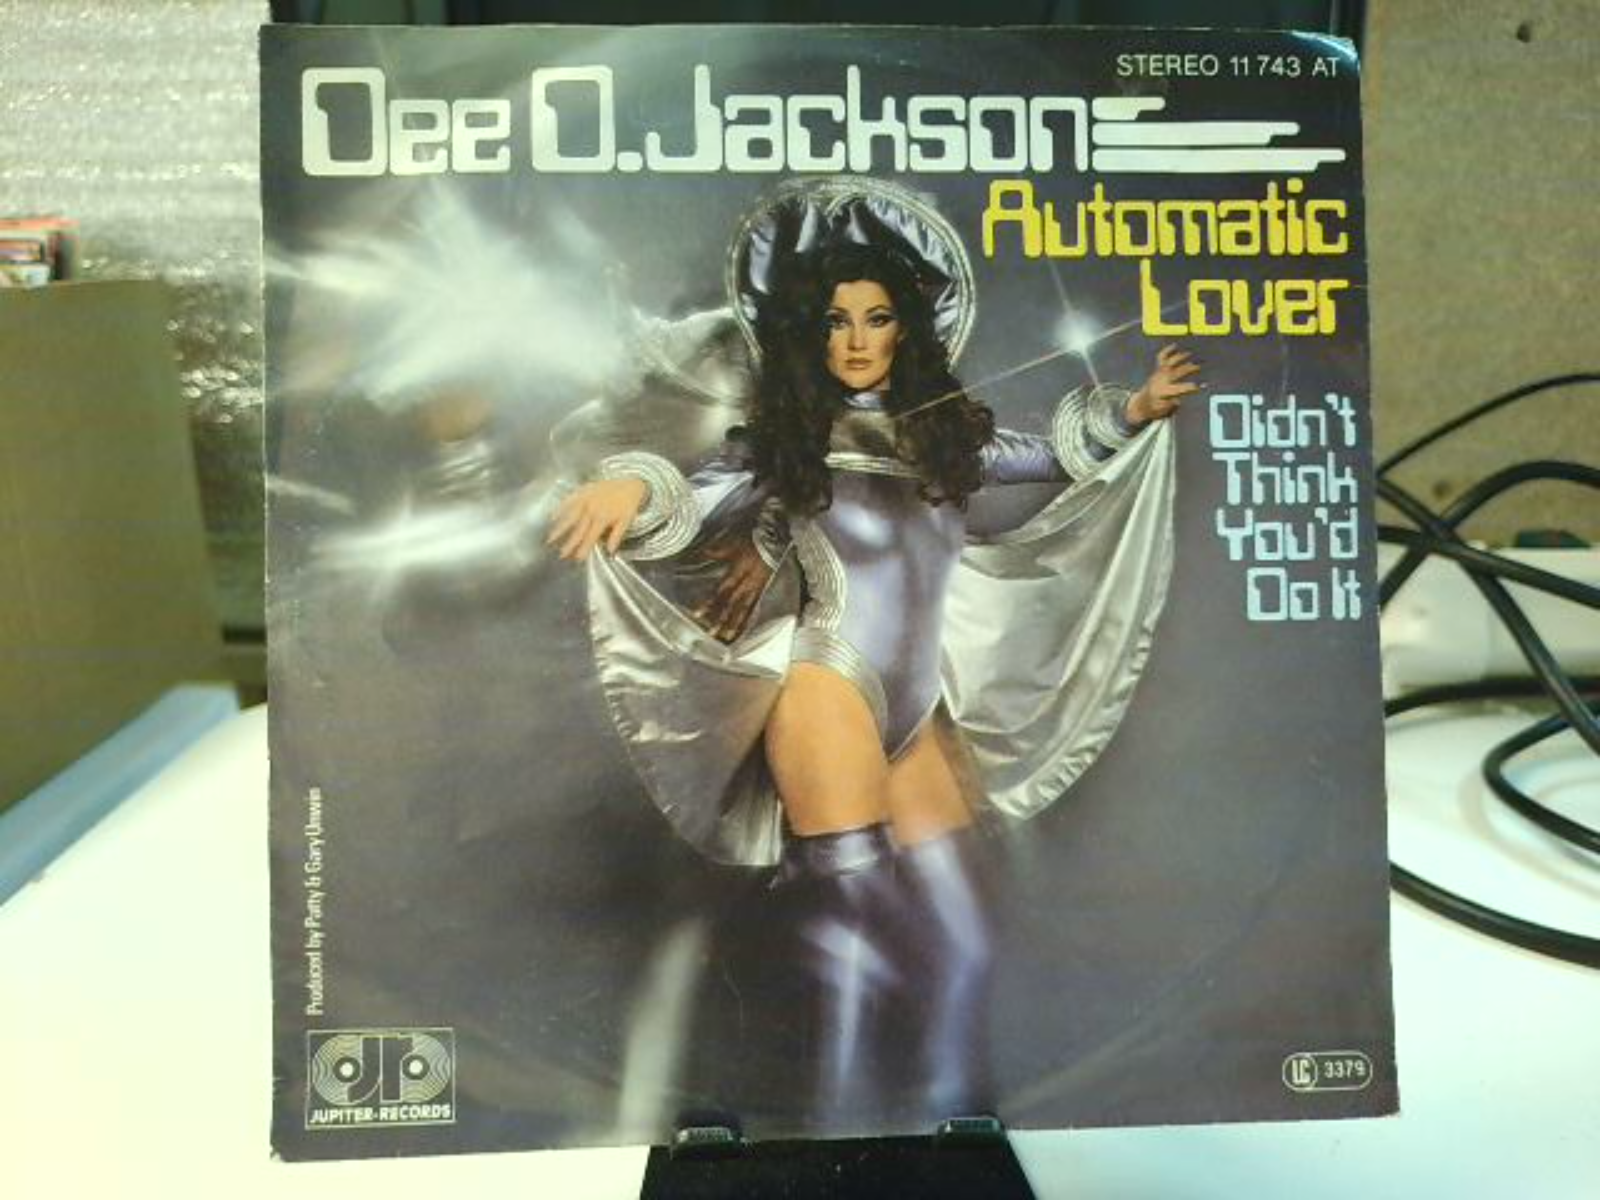 STEREO 11 743 AT
Dee D. Jackson
Automatic
Lover
Didn't
Think
You'd
Do It
Produced by Patty & Gary Unwin
JUPITER-RECORDS
LC 3379